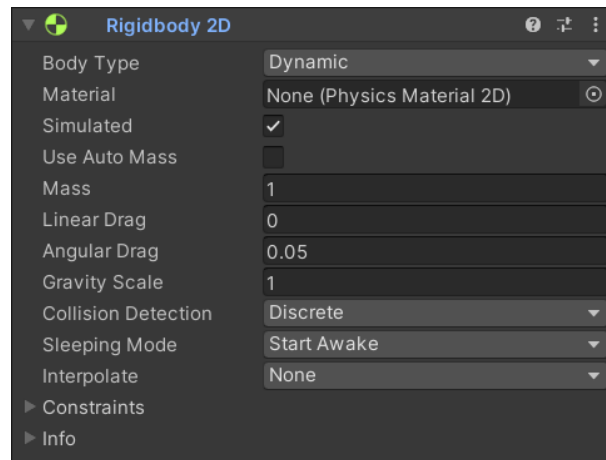 Rigidbody 2D
Body Type Dynamic
Material None (Physics Material 2D)
Simulated
Use Auto Mass
Mass 1
Linear Drag 0
Angular Drag 0.05
Gravity Scale 1
Collision Detection Discrete
Sleeping Mode Start Awake
Interpolate None
Constraints
Info